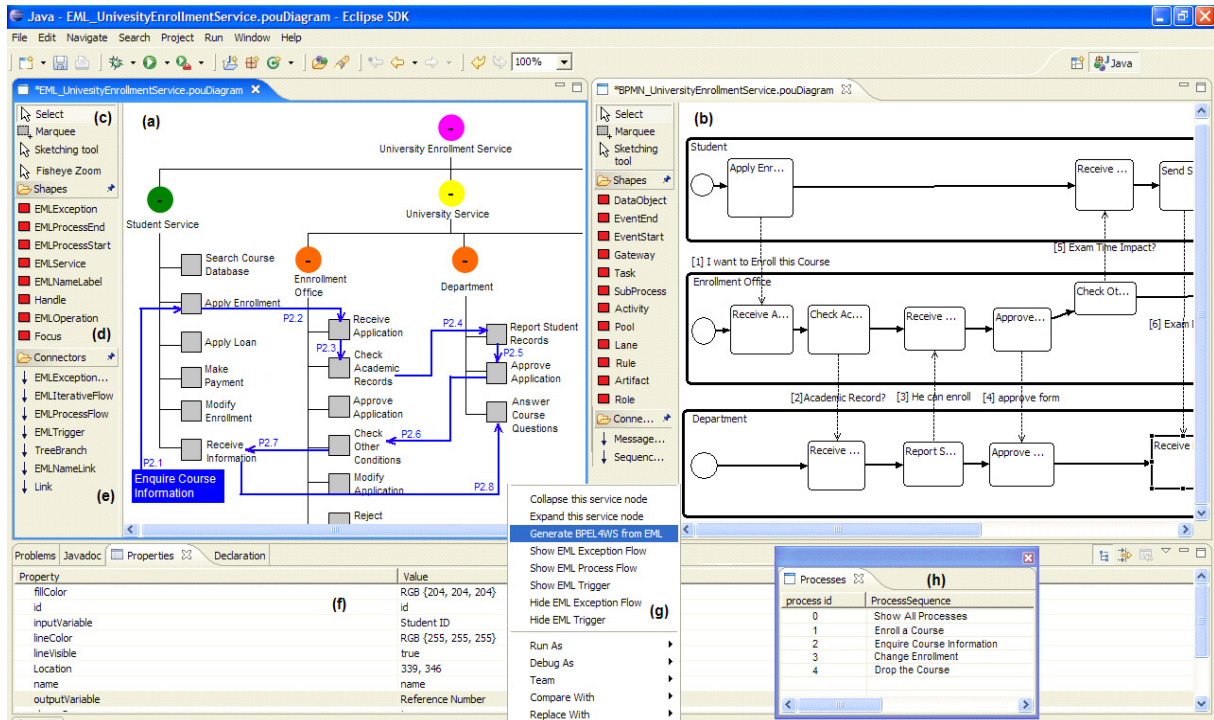 Java - EML_UnivesityEnrollmentService.pouDiagram - Eclipse SDK
File Edit Navigate Search Project Run Window Help
100%
Java
*EML_UnivesityEnrollmentService.pouDiagram
Select
(c)
Marquee
Sketching tool
Fisheye Zoom
Shapes
EMLException
EMLProcessEnd
EMLProcessStart
EMLService
EMLNameLabel
Handle
EMLOperation
Focus
(d)
Connectors
EMLException...
EMLIterativeFlow
EMLProcessFlow
EMLTrigger
TreeBranch
EMLNameLink
Link
(e)
(a)
University Enrollment Service
Student Service
University Service
Ennrollment
Office
Department
Search Course
Database
Apply Enrollment
Apply Loan
Make
Payment
Modify
Enrollment
Receive
Information
Receive
Application
Check
Academic
Records
Approve
Application
Check
Other
Conditions
Modify
Application
Reject
Report Student
Records
Approve
Application
Answer
Course
Questions
P2.1
P2.2
P2.3
P2.4
P2.5
P2.6
P2.7
P2.8
Enquire Course
Information
*BPMN_UniversityEnrollmentService.pouDiagram
Select
Marquee
Sketching
tool
Shapes
DataObject
EventEnd
EventStart
Gateway
Task
SubProcess
Activity
Pool
Lane
Rule
Artifact
Role
Conne...
Message...
Sequenc...
(b)
Student
Apply Enr...
Receive ...
Send S
[5] Exam Time Impact?
[1] I want to Enroll this Course
Enrollment Office
Receive A...
Check Ac...
Receive ...
Approve...
Check Ot...
[6] Exam
[2]Academic Record?
[3] He can enroll
[4] approve form
Department
Receive ...
Report S...
Approve ...
Receive
Problems Javadoc Properties Declaration
Property Value
fillColor RGB {204, 204, 204}
id id
inputVariable Student ID
lineColor RGB {255, 255, 255}
lineVisible true
Location 339, 346
name name
outputVariable Reference Number
(f)
Collapse this service node
Expand this service node
Generate BPEL4WS from EML
Show EML Exception Flow
Show EML Process Flow
Show EML Trigger
Hide EML Exception Flow
Hide EML Trigger
(g)
Run As
Debug As
Team
Compare With
Replace With
Processes
(h)
process id ProcessSequence
0 Show All Processes
1 Enroll a Course
2 Enquire Course Information
3 Change Enrollment
4 Drop the Course